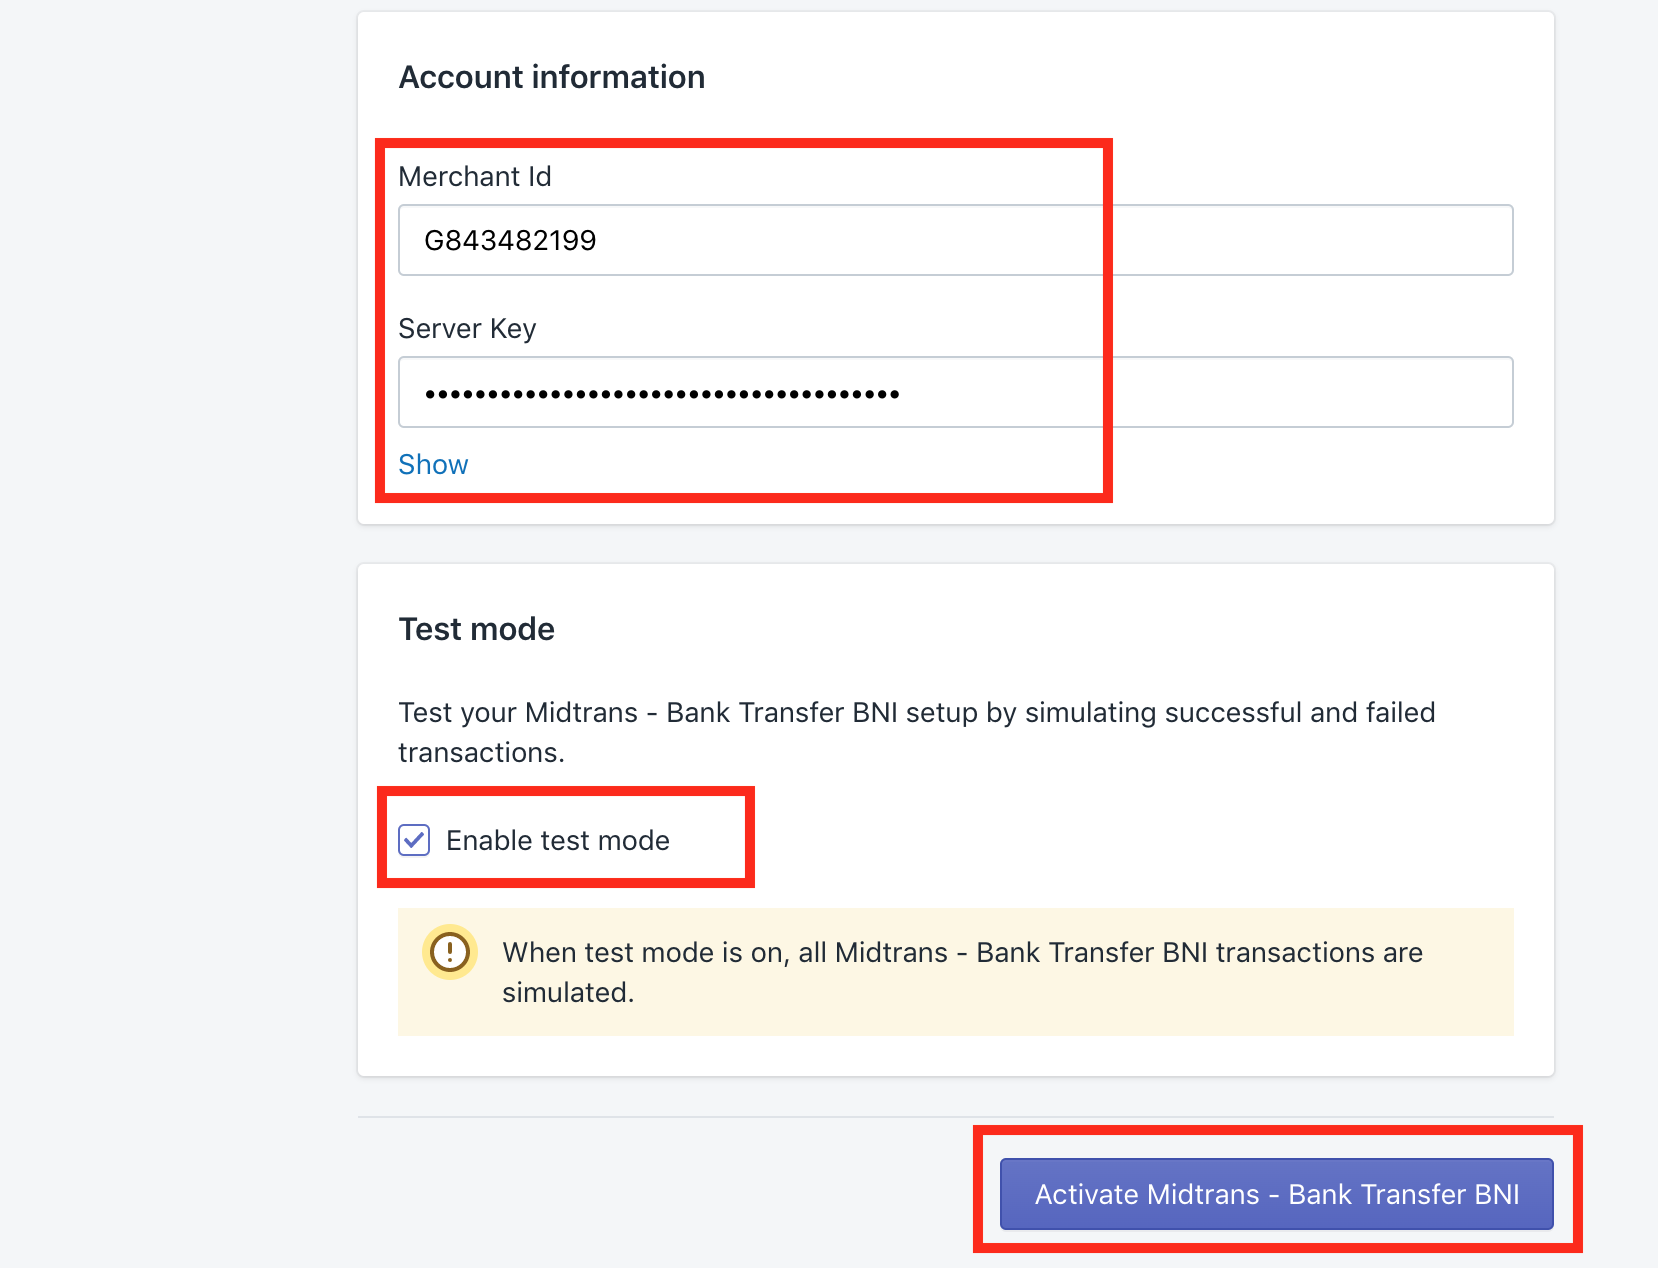 Account information
Merchant Id
G843482199
Server Key
••••••••••••••••••••••••••••••••••••••
Show
Test mode
Test your Midtrans - Bank Transfer BNI setup by simulating successful and failed
transactions.
Enable test mode
When test mode is on, all Midtrans - Bank Transfer BNI transactions are
simulated.
Activate Midtrans - Bank Transfer BNI